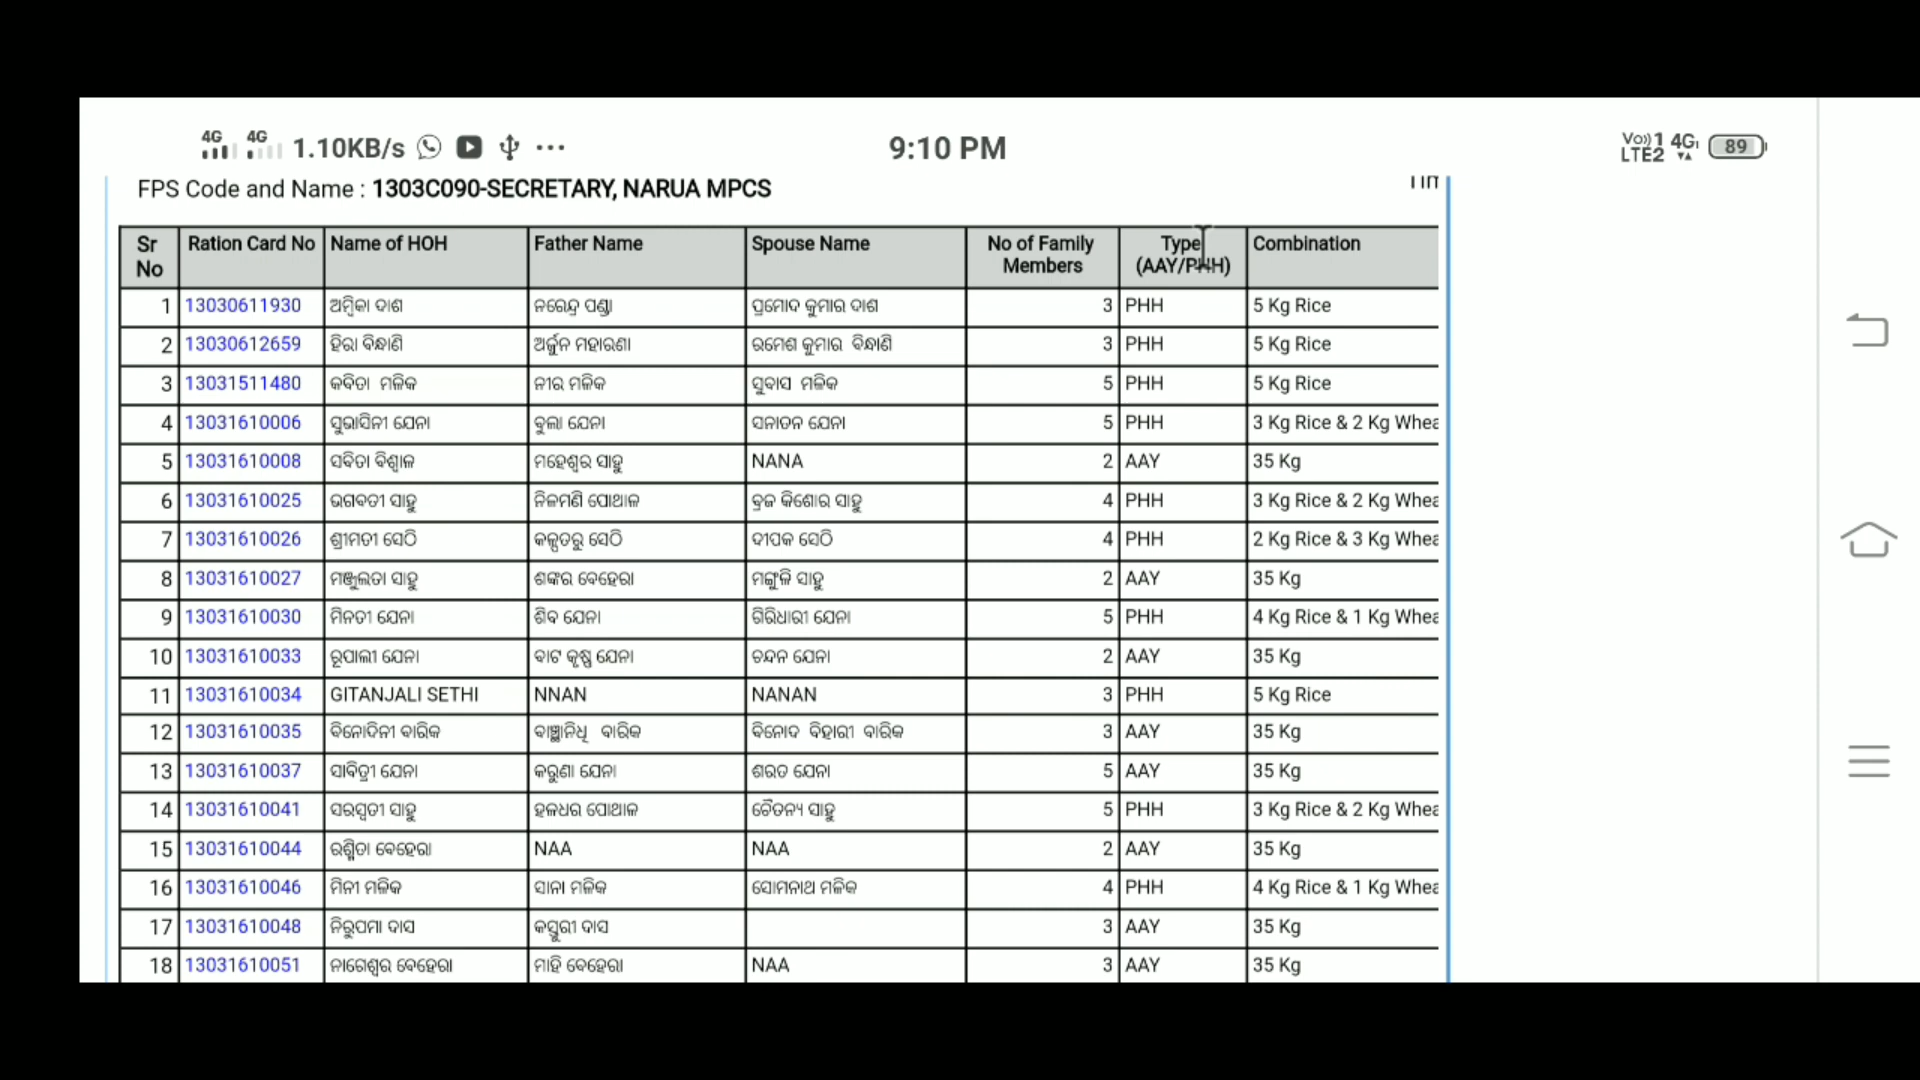 4G 4G 1.10KB/s ... 9:10 PM Vo)) 1 4G LTE2 89
FPS Code and Name : 1303C090-SECRETARY, NARUA MPCS
Sr No Ration Card No Name of HOH Father Name Spouse Name No of Family Members Type (AAY/PHH) Combination
1 13030611930 ଅମ୍ବିକା ଦାଶ ନରେନ୍ଦ୍ର ପଣ୍ଡା ପ୍ରମୋଦ କୁମାର ଦାଶ 3 PHH 5 Kg Rice
2 13030612659 ହିରା ବିନ୍ଧାଣି ଅର୍ଜୁନ ମହାରଣା ରମେଶ କୁମାର ବିନ୍ଧାଣି 3 PHH 5 Kg Rice
3 13031511480 କବିତା ମଳିକ ନୀର ମଳିକ ସୁବାସ ମଳିକ 5 PHH 5 Kg Rice
4 13031610006 ସୁଭାସିନୀ ଯେନା ବୁଲା ଯେନା ସନାତନ ଯେନା 5 PHH 3 Kg Rice & 2 Kg Whea
5 13031610008 ସବିତା ବିଶ୍ଵାଳ ମହେଶ୍ଵର ସାହୁ NANA 2 AAY 35 Kg
6 13031610025 ଭଗବତୀ ସାହୁ ନିଳମଣି ପୋଥାଳ ବ୍ରଜ କିଶୋର ସାହୁ 4 PHH 3 Kg Rice & 2 Kg Whea
7 13031610026 ଶ୍ରୀମତୀ ସେଠି କଳ୍ପତରୁ ସେଠି ଦୀପକ ସେଠି 4 PHH 2 Kg Rice & 3 Kg Whea
8 13031610027 ମଞ୍ଜୁଲତା ସାହୁ ଶଙ୍କର ବେହେରା ମଙ୍ଗୁଳି ସାହୁ 2 AAY 35 Kg
9 13031610030 ମିନତୀ ଯେନା ଶିବ ଯେନା ଗିରିଧାରୀ ଯେନା 5 PHH 4 Kg Rice & 1 Kg Whea
10 13031610033 ରୂପାଲୀ ଯେନା ବାଟ କୃଷ୍ଣ ଯେନା ଚନ୍ଦନ ଯେନା 2 AAY 35 Kg
11 13031610034 GITANJALI SETHI NNAN NANAN 3 PHH 5 Kg Rice
12 13031610035 ବିନୋଦିନୀ ବାରିକ ବାଞ୍ଛାନିଧି ବାରିକ ବିନୋଦ ବିହାରୀ ବାରିକ 3 AAY 35 Kg
13 13031610037 ସାବିତ୍ରୀ ଯେନା କରୁଣା ଯେନା ଶରତ ଯେନା 5 AAY 35 Kg
14 13031610041 ସରସ୍ଵତୀ ସାହୁ ହଳଧର ପୋଥାଳ ଚୈତନ୍ୟ ସାହୁ 5 PHH 3 Kg Rice & 2 Kg Whea
15 13031610044 ରଶ୍ମିତା ବେହେରା NAA NAA 2 AAY 35 Kg
16 13031610046 ମିନୀ ମଳିକ ସାନା ମଳିକ ସୋମନାଥ ମଳିକ 4 PHH 4 Kg Rice & 1 Kg Whea
17 13031610048 ନିରୁପମା ଦାସ କସ୍ତୁରୀ ଦାସ 3 AAY 35 Kg
18 13031610051 ନାଗେଶ୍ଵର ବେହେରା ମାହି ବେହେରା NAA 3 AAY 35 Kg